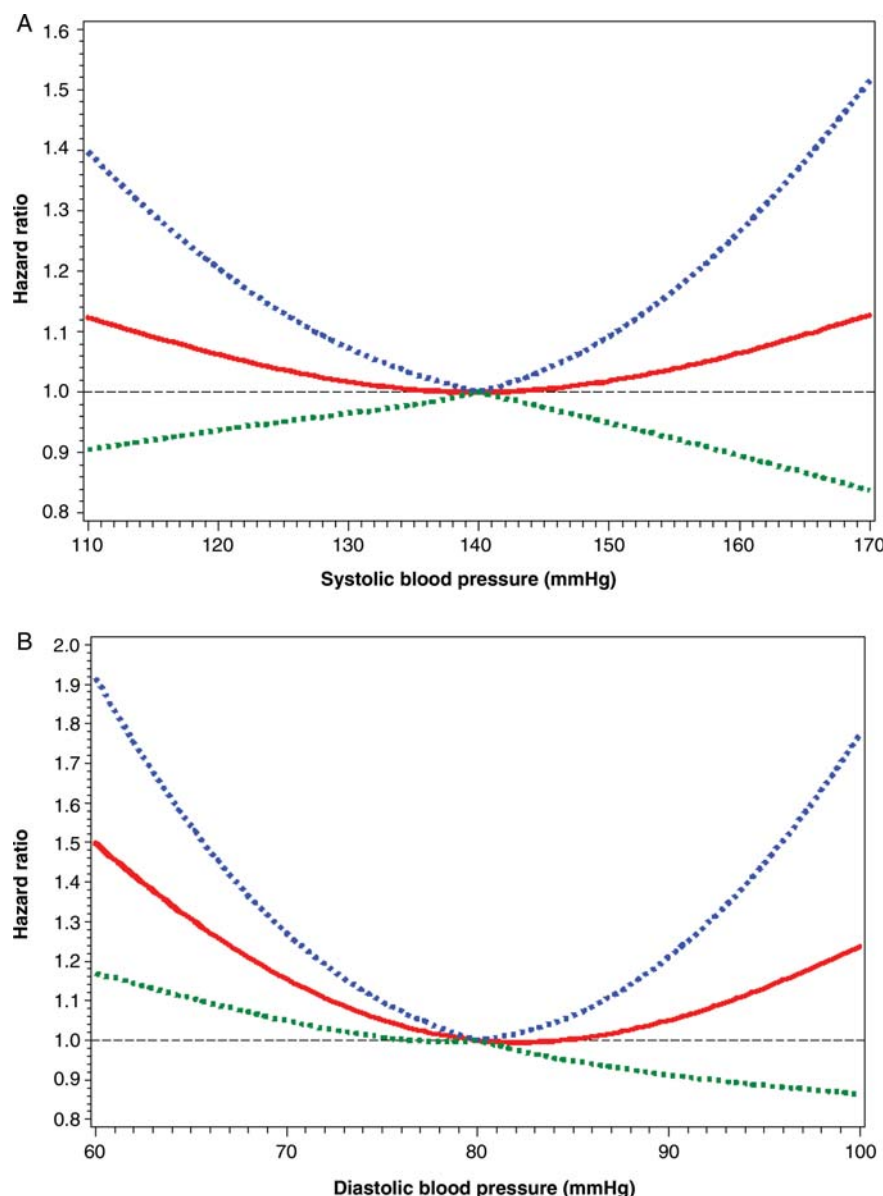 A
1.6
1.5
1.4
1.3
1.2
1.1
1.0
0.9
0.8
Hazard ratio
110 120 130 140 150 160 170
Systolic blood pressure (mmHg)
B
2.0
1.9
1.8
1.7
1.6
1.5
1.4
1.3
1.2
1.1
1.0
0.9
0.8
Hazard ratio
60 70 80 90 100
Diastolic blood pressure (mmHg)